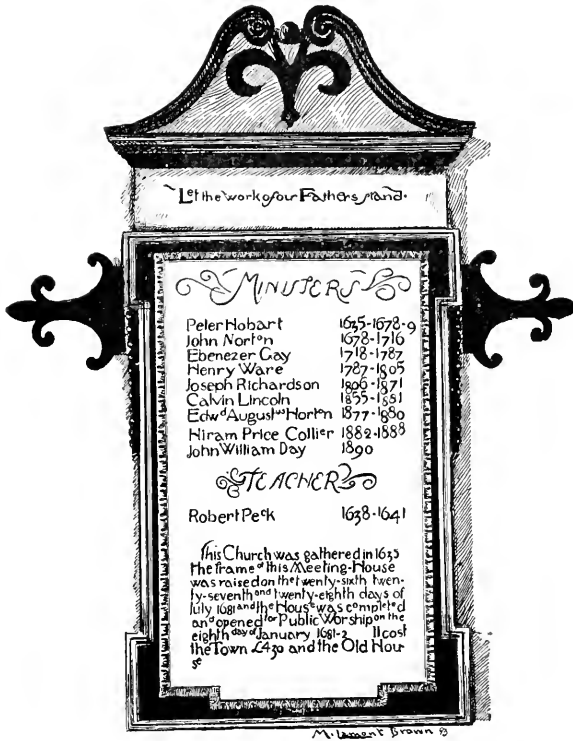 Let the work of our Fathers stand.
MINISTERS
Peter Hobart 1635-1678-9
John Norton 1678-1716
Ebenezer Gay 1718-1787
Henry Ware 1787-1805
Joseph Richardson 1806-1871
Calvin Lincoln 1855-1881
Edwd Augustus Horton 1877-1880
Hiram Price Collier 1882-1888
John William Day 1890
TEACHER
Robert Peck 1638-1641
This Church was gathered in 1635
The frame of this Meeting-House
was raised on the twenty-sixth twen-
ty-seventh and twenty-eighth days of
July 1681 and the House was completed
and opened for Public Worship on the
eighth day of January 1681-2 It cost
the Town £430 and the Old Hou
se
M. Lamont Brown 93